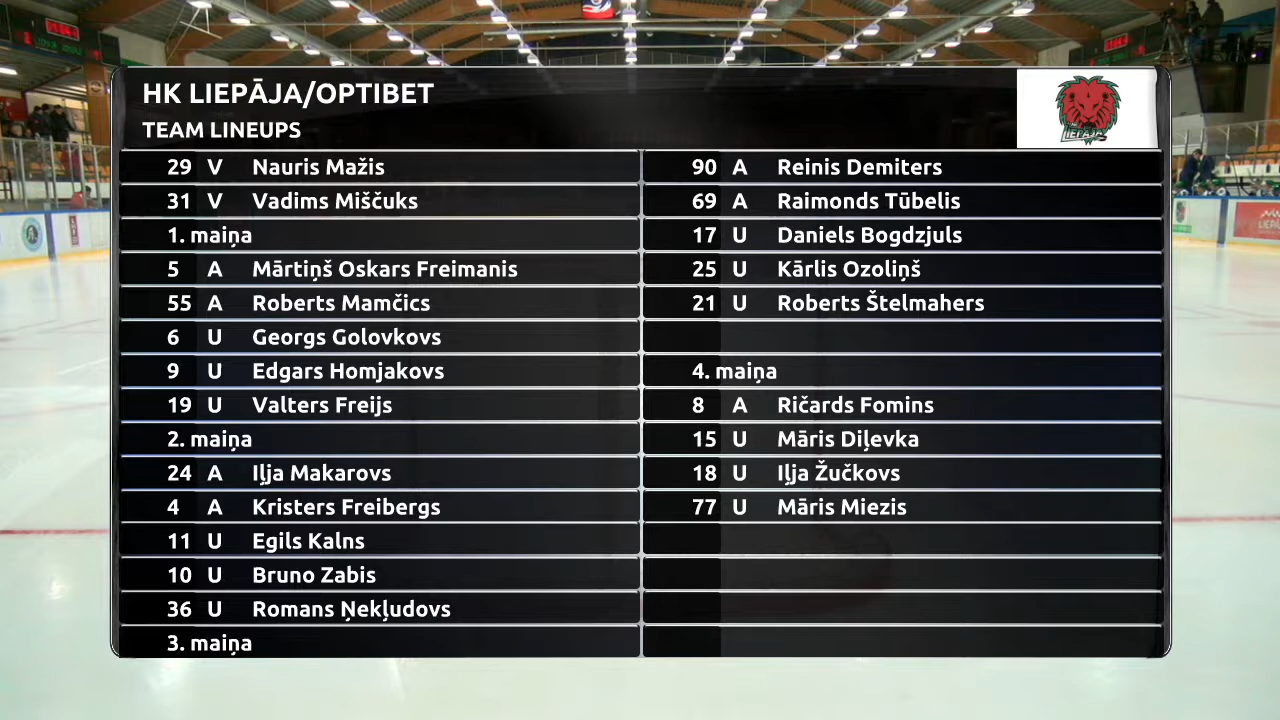 HK LIEPĀJA/OPTIBET
TEAM LINEUPS
LIEPĀJA
29 V Nauris Mažis
31 V Vadims Miščuks
1. maiņa
5 A Mārtiņš Oskars Freimanis
55 A Roberts Mamčics
6 U Georgs Golovkovs
9 U Edgars Homjakovs
19 U Valters Freijs
2. maiņa
24 A Iļja Makarovs
4 A Kristers Freibergs
11 U Egils Kalns
10 U Bruno Zabis
36 U Romans Ņekļudovs
3. maiņa
90 A Reinis Demiters
69 A Raimonds Tūbelis
17 U Daniels Bogdzjuls
25 U Kārlis Ozoliņš
21 U Roberts Štelmahers
4. maiņa
8 A Ričards Fomins
15 U Māris Diļevka
18 U Iļja Žučkovs
77 U Māris Miezis